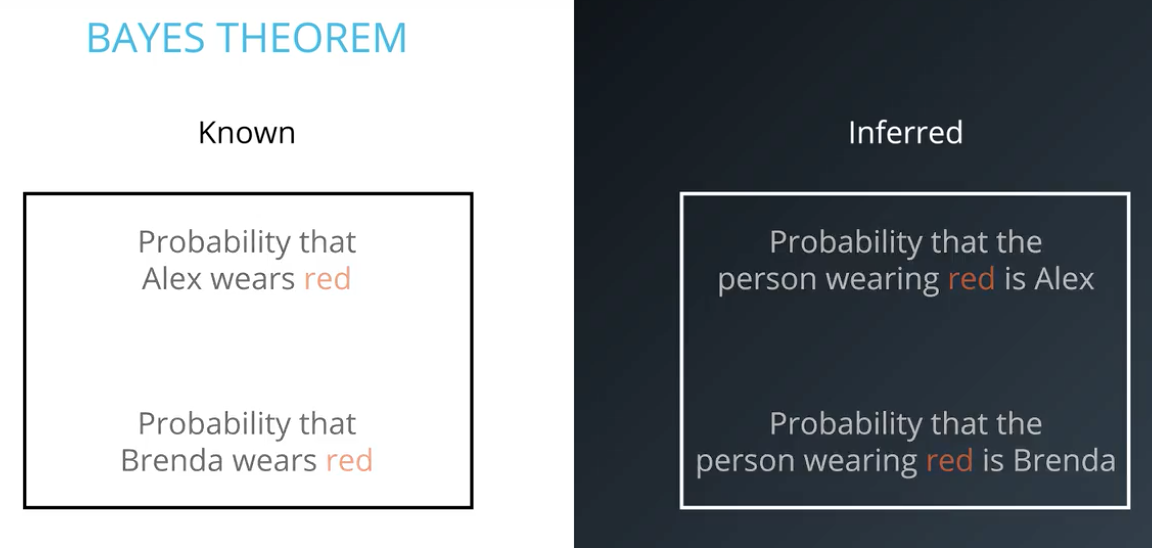 BAYES THEOREM
Known
Probability that
Alex wears red
Probability that
Brenda wears red
Inferred
Probability that the
person wearing red is Alex
Probability that the
person wearing red is Brenda